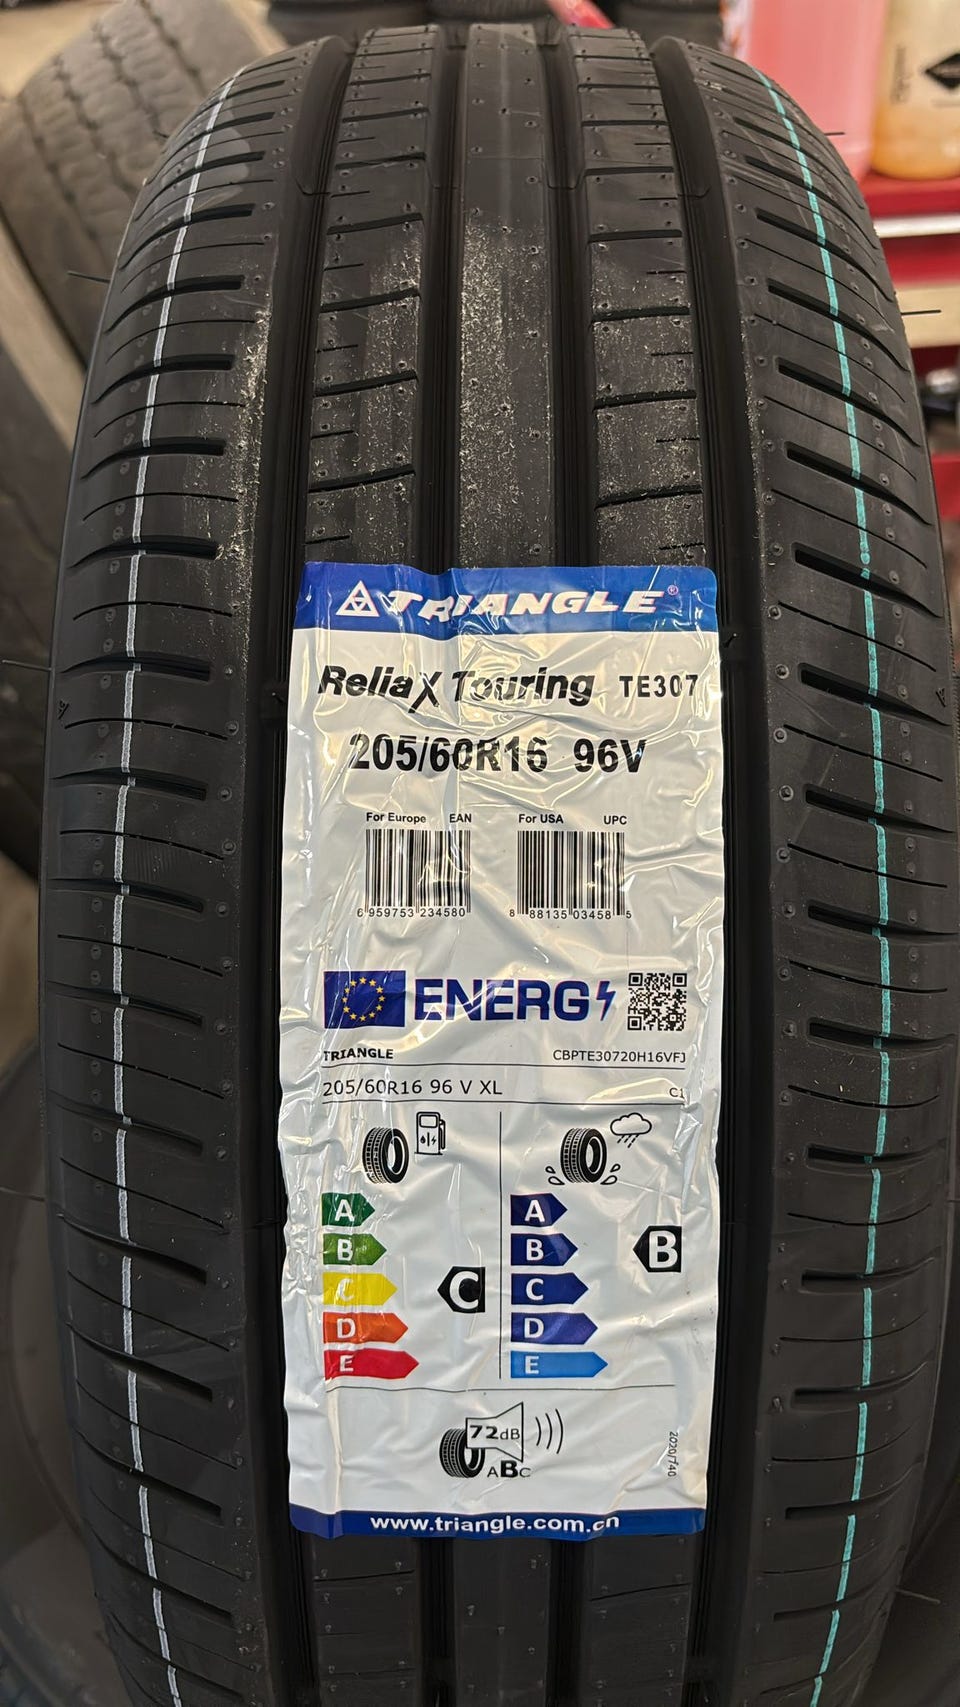 TRIANGLE®
ReliaX Touring TE307
205/60R16 96V
For Europe EAN For USA UPC
6 959753 234580 8 88135 03458 5
ENERG
TRIANGLE CBPTE30720H16VFJ
205/60R16 96 V XL C1
A A
B B B
C C C
D D
E E
72dB
ABC
2020/740
www.triangle.com.cn